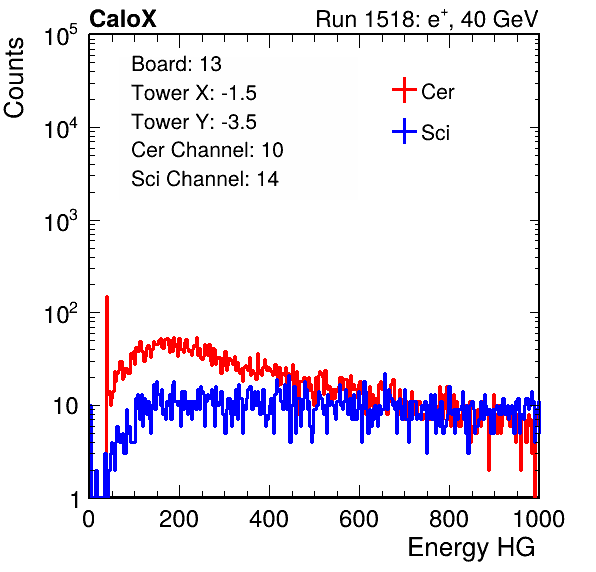 CaloX Run 1518: e⁺, 40 GeV
Counts
10⁵
10⁴
10³
10²
10
1
Board: 13
Tower X: -1.5
Tower Y: -3.5
Cer Channel: 10
Sci Channel: 14
Cer
Sci
0 200 400 600 800 1000
Energy HG